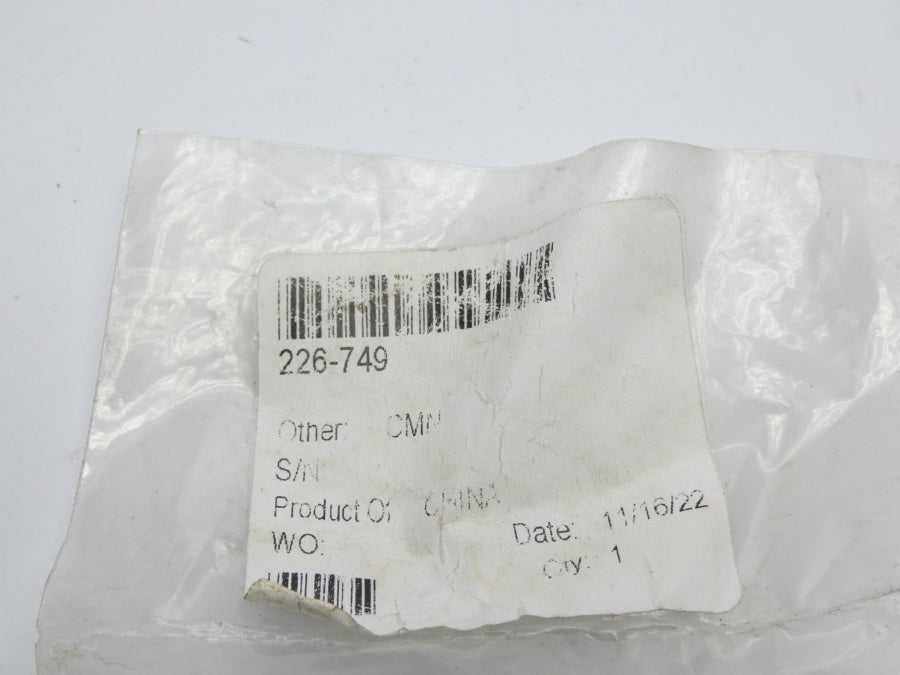 226-749
Other: CMN
S/N
Product Of CHINA
Date: 11/16/22
WO:
Qty: 1